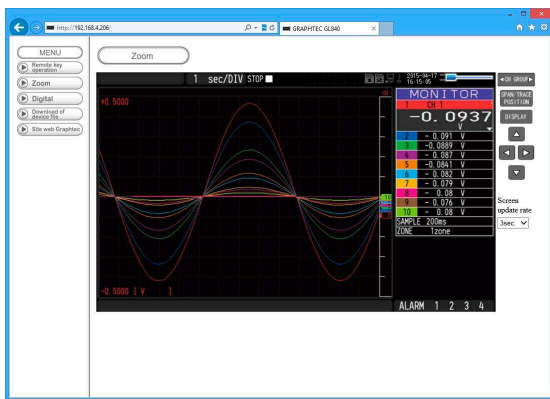 http://192.168.4.206/
GRAPHTEC GL840
MENU
Remote key
operation
Zoom
Digital
Download of
device file
Site web Graphtec
Zoom
1 sec/DIV STOP
2015-04-17
16:15:05
CH
+0.5000
-0.5000 [ V ]
MONITOR
1 CH 1
-0.0937
V
2 - 0.091 V
3 -0.0889 V
4 - 0.087 V
5 -0.0841 V
6 - 0.082 V
7 - 0.079 V
8 - 0.08 V
9 - 0.076 V
10 - 0.08 V
SAMPLE 200ms
ZONE 1zone
ALARM 1 2 3 4
CH GROUP
SPAN/TRACE
POSITION
DISPLAY
Screen
update rate
3sec